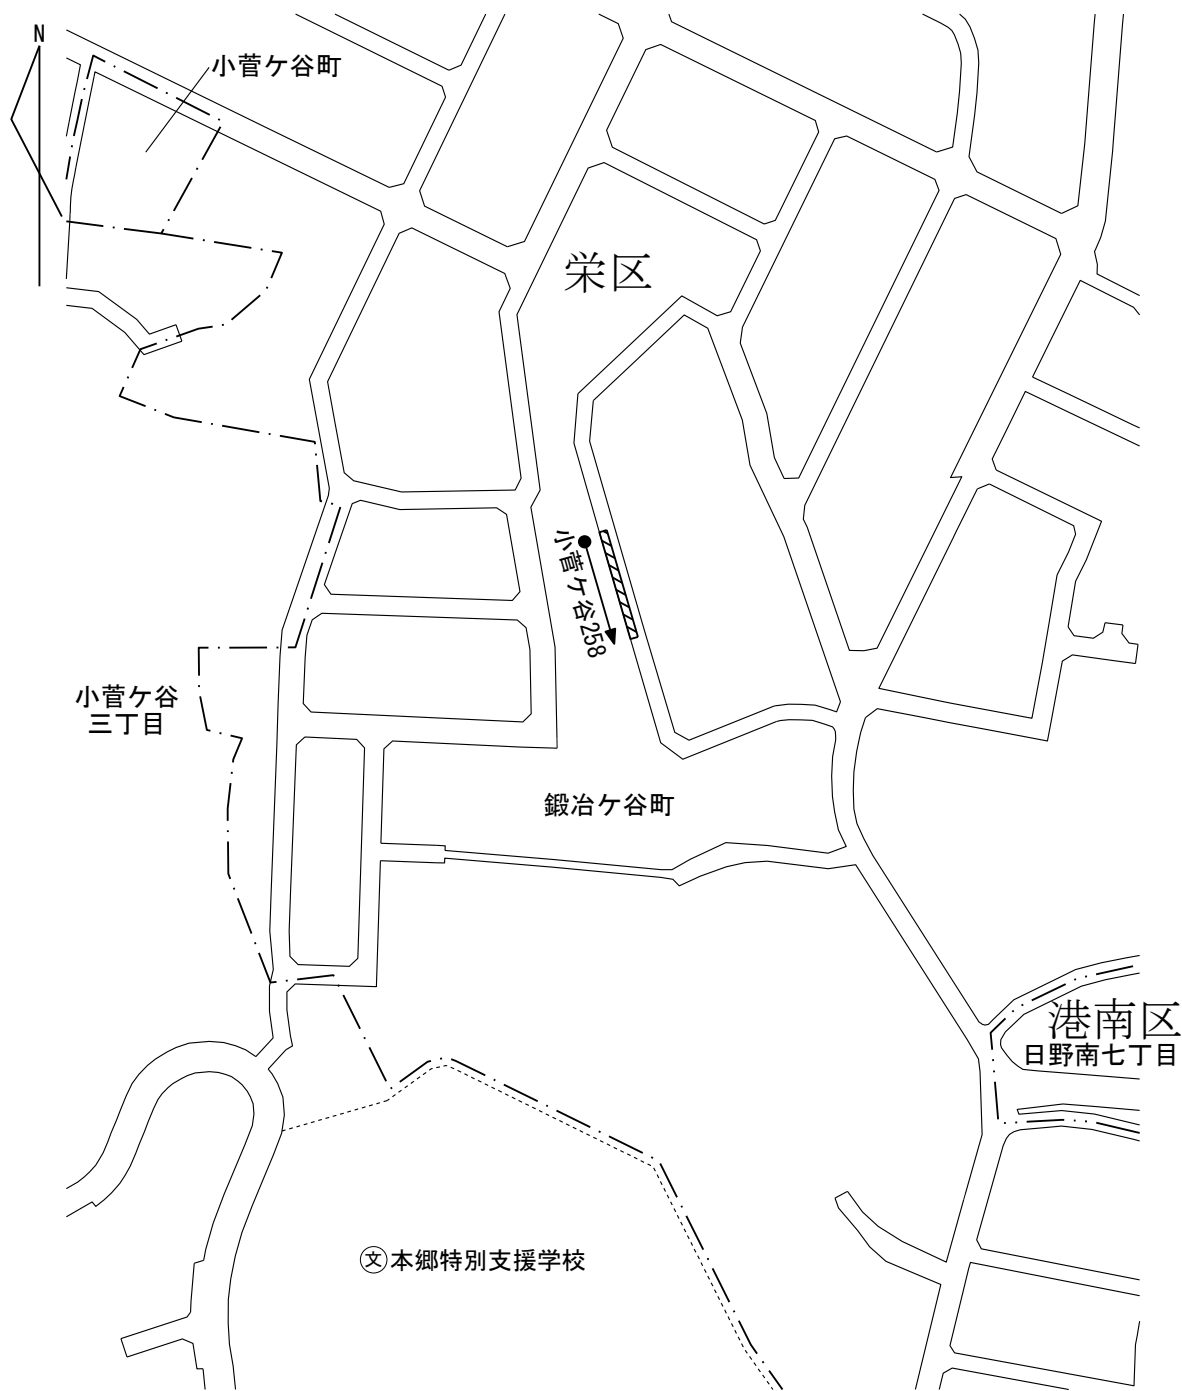 N
小菅ケ谷町
栄区
小菅ケ谷258
小菅ケ谷
三丁目
鍛冶ケ谷町
港南区
日野南七丁目
文本郷特別支援学校